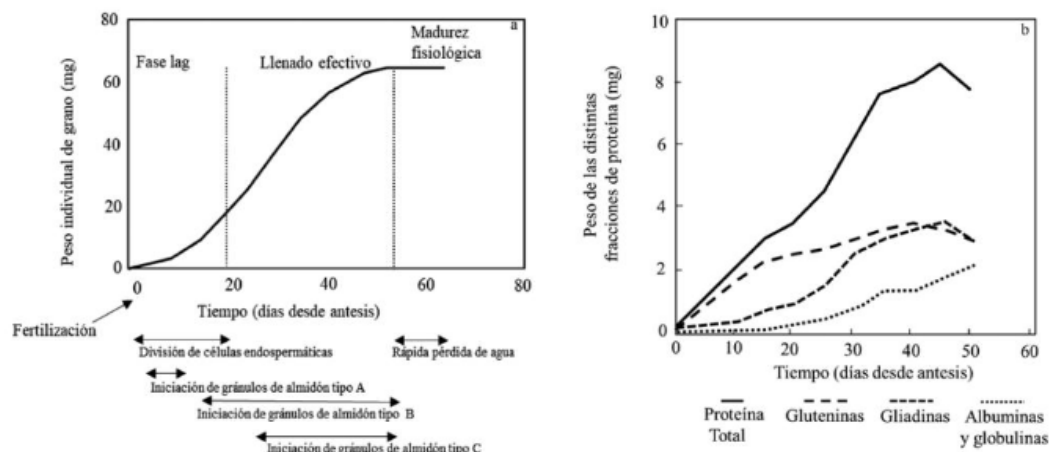 a
80
60
40
20
0
Peso individual de grano (mg)
Fase lag
Llenado efectivo
Madurez
fisiológica
0 20 40 60 80
Tiempo (días desde antesis)
Fertilización
División de células endospermáticas
Rápida pérdida de agua
Iniciación de gránulos de almidón tipo A
Iniciación de gránulos de almidón tipo B
Iniciación de gránulos de almidón tipo C
b
10
8
6
4
2
0
Peso de las distintas
fracciones de proteína (mg)
0 10 20 30 40 50 60
Tiempo (días desde antesis)
Proteína
Total
Gluteninas
Gliadinas
Albuminas
y globulinas